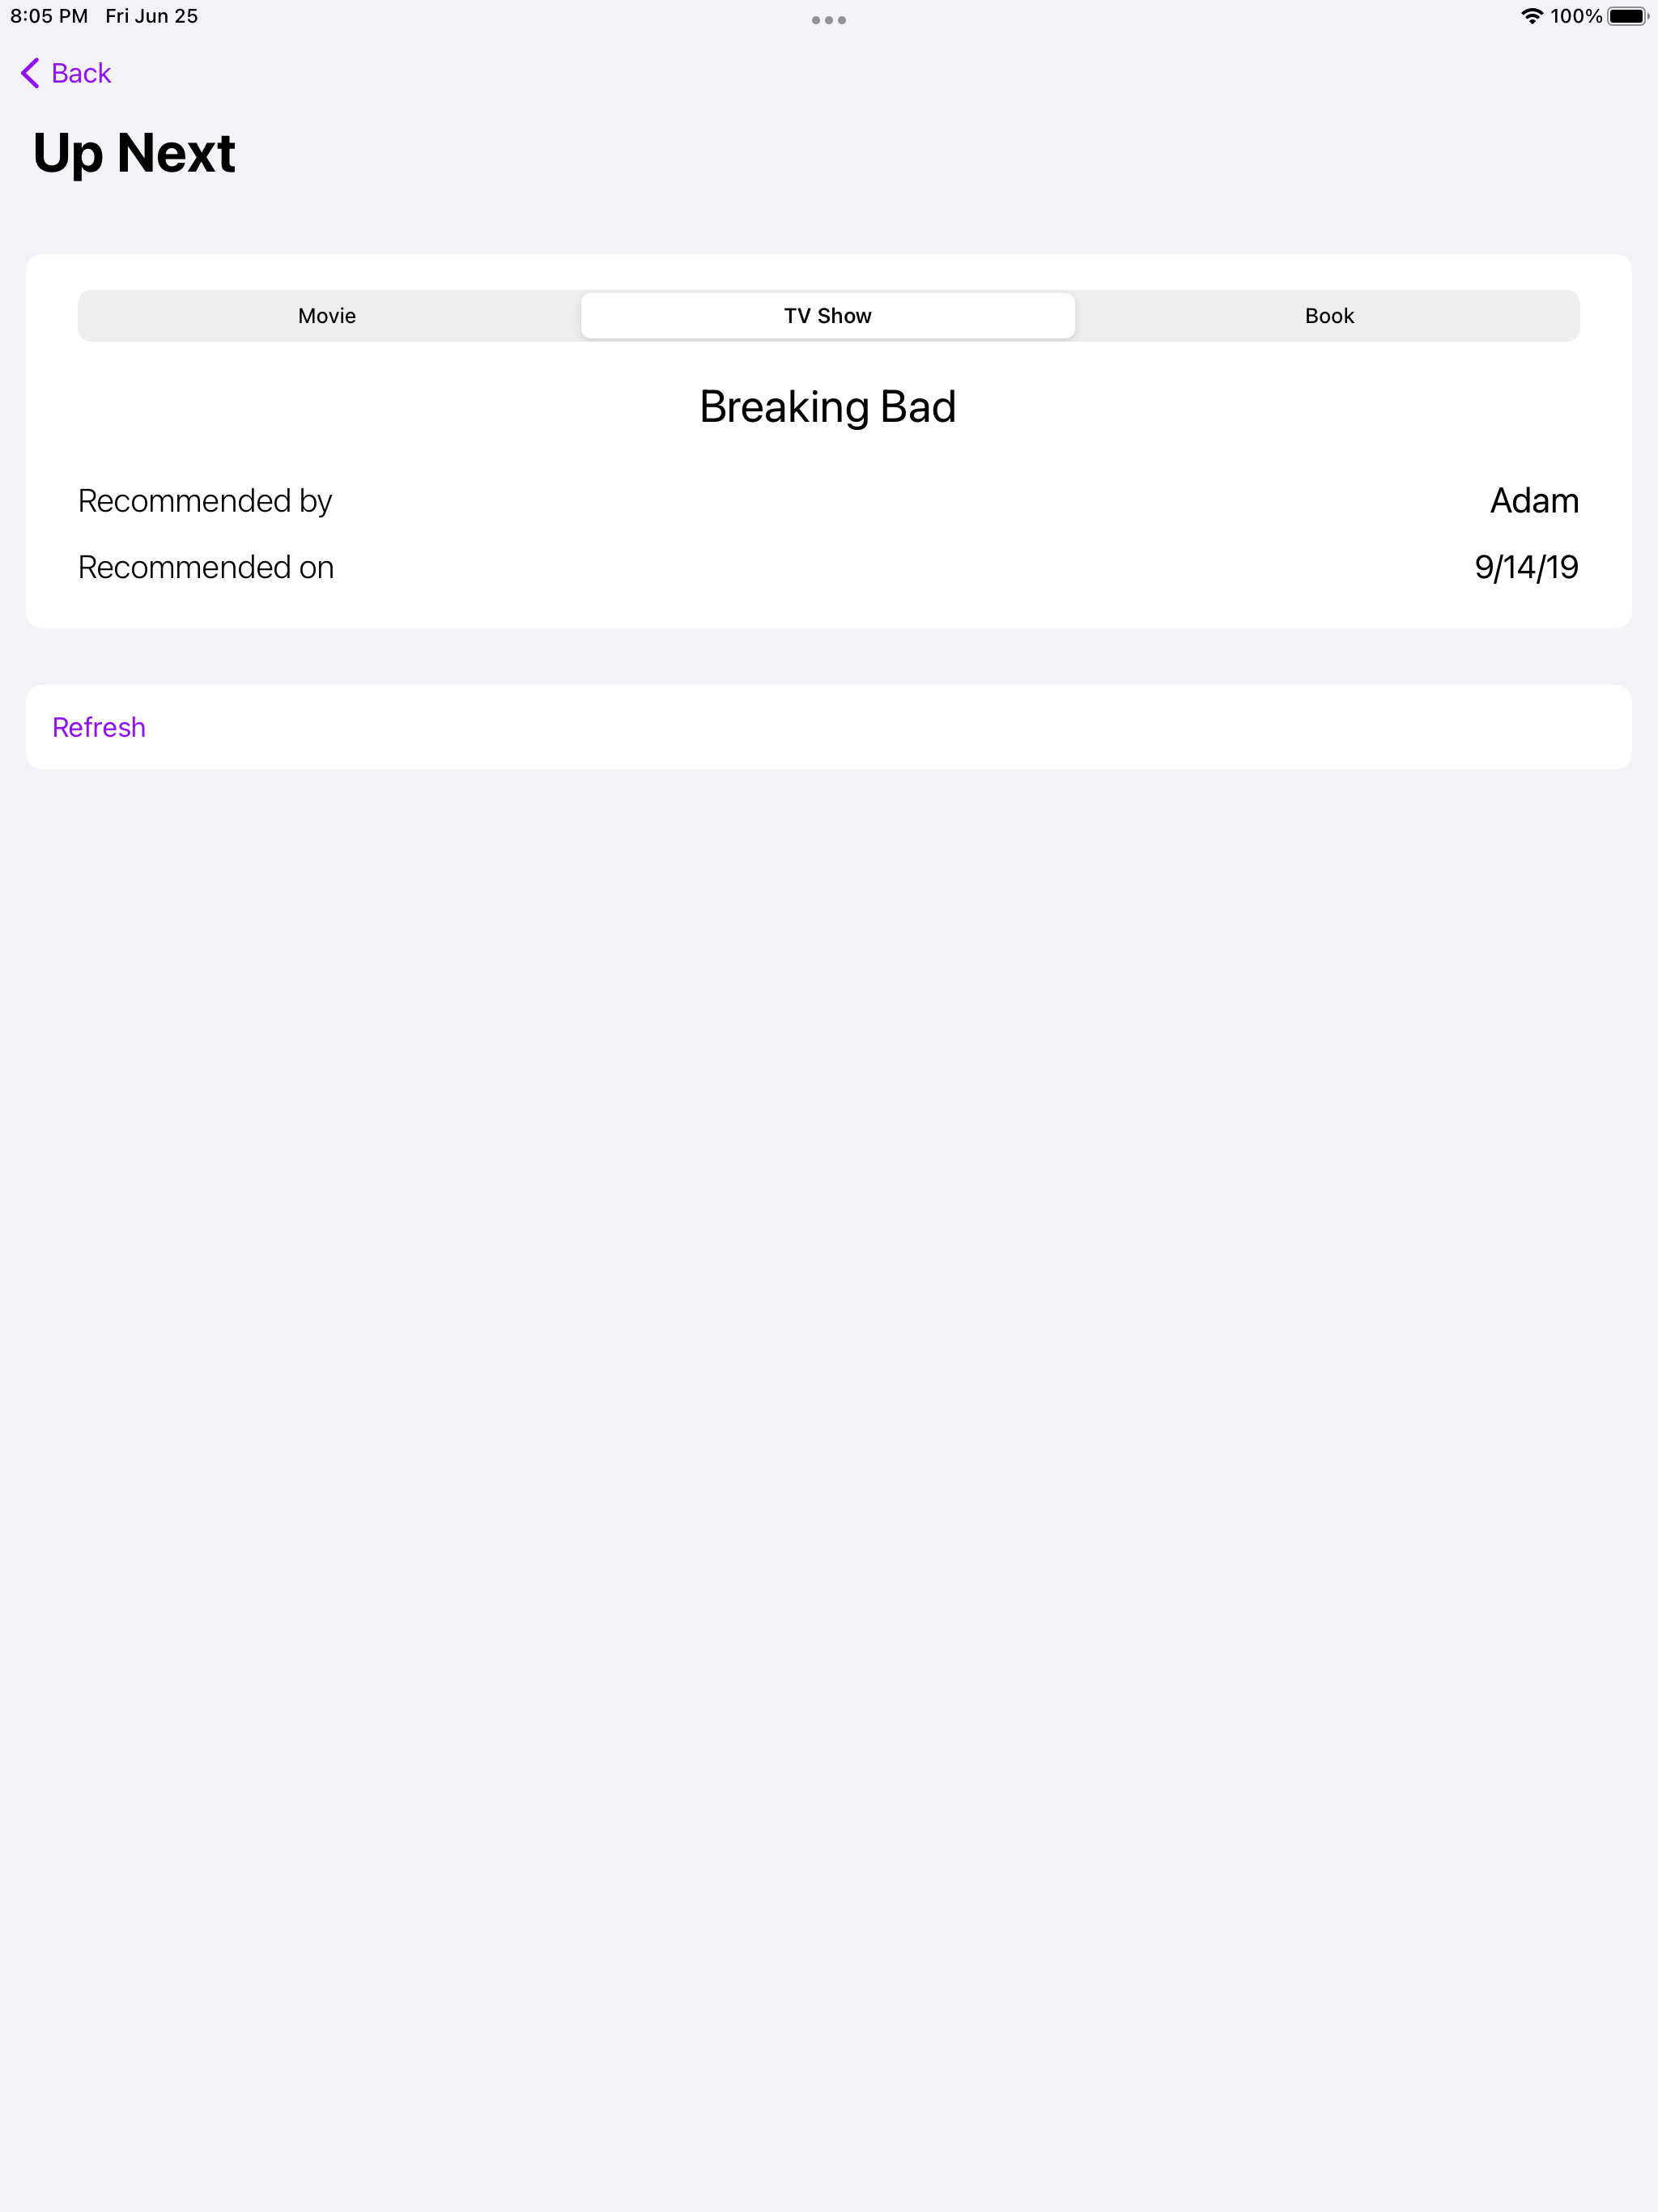 8:05 PM Fri Jun 25 100%
Back
Up Next
Movie TV Show Book
Breaking Bad
Recommended by Adam
Recommended on 9/14/19
Refresh